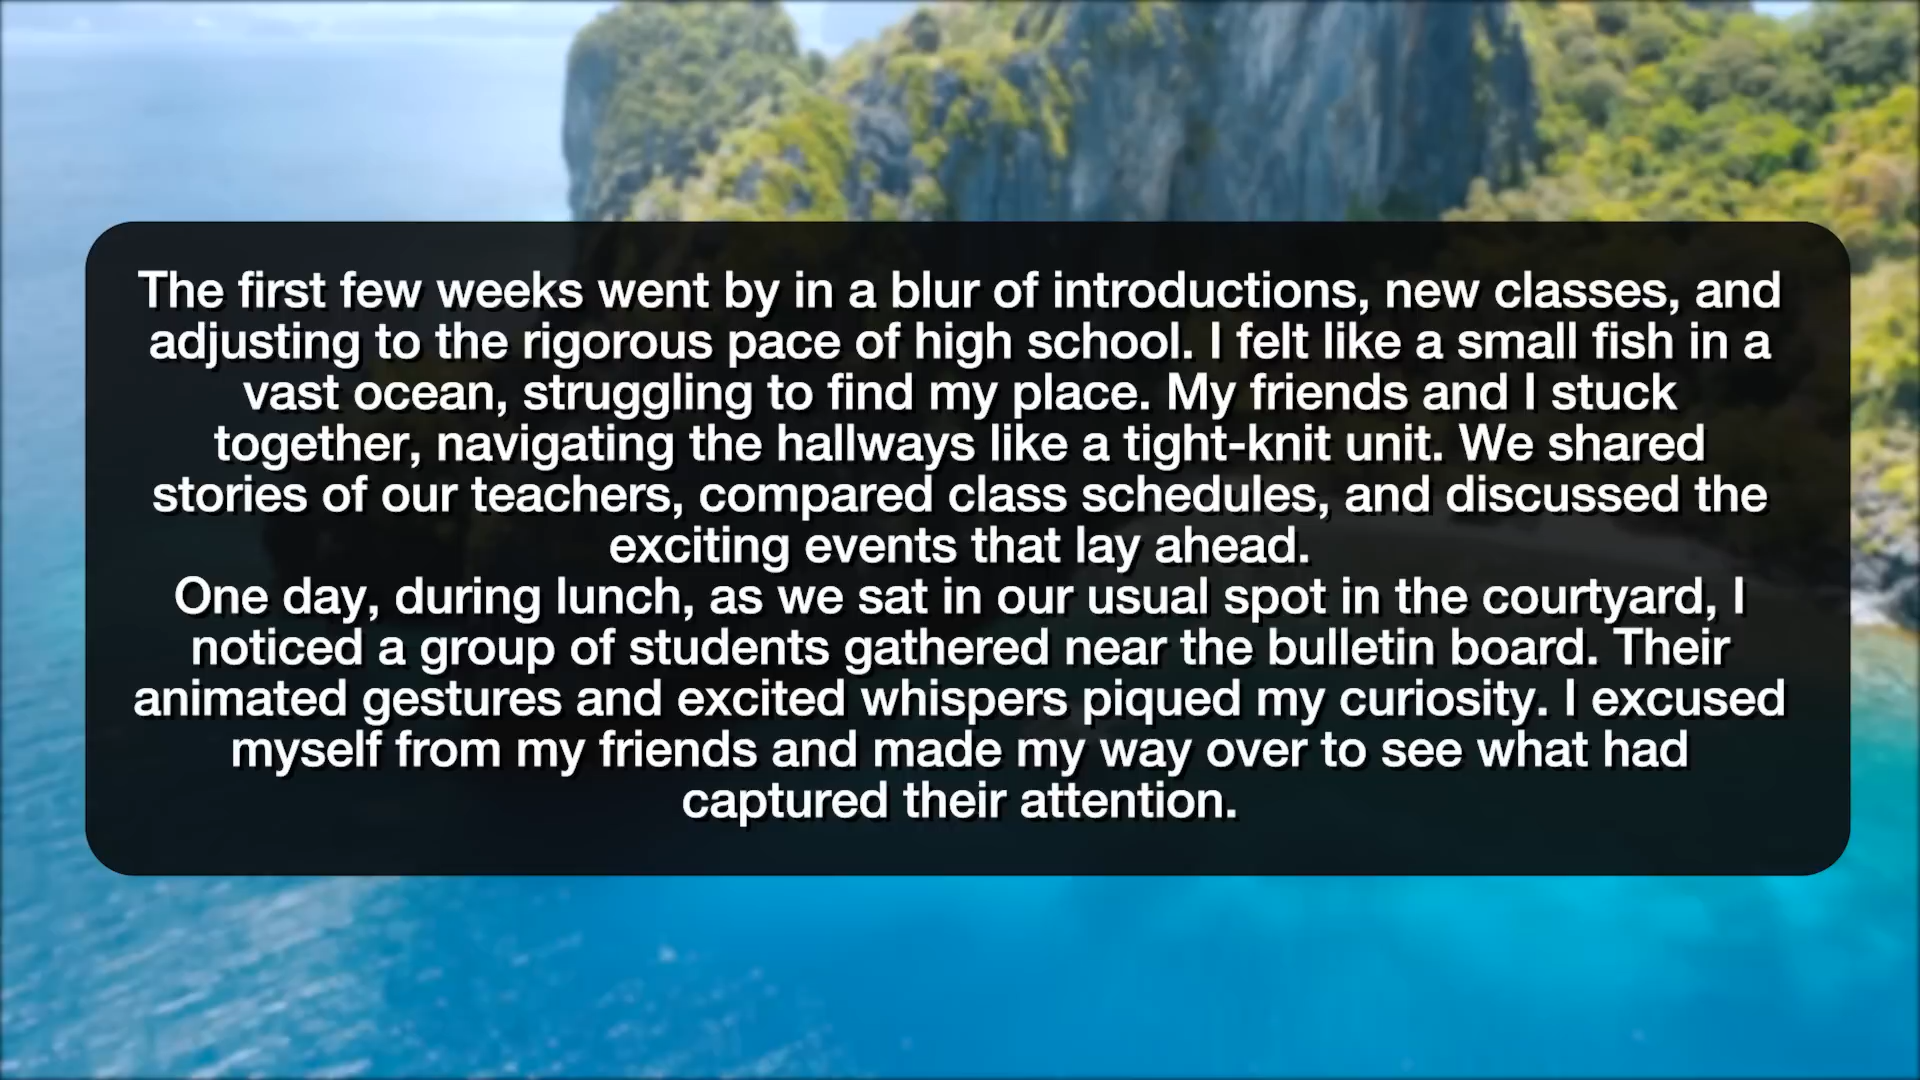 The first few weeks went by in a blur of introductions, new classes, and
adjusting to the rigorous pace of high school. I felt like a small fish in a
vast ocean, struggling to find my place. My friends and I stuck
together, navigating the hallways like a tight-knit unit. We shared
stories of our teachers, compared class schedules, and discussed the
exciting events that lay ahead.
One day, during lunch, as we sat in our usual spot in the courtyard, I
noticed a group of students gathered near the bulletin board. Their
animated gestures and excited whispers piqued my curiosity. I excused
myself from my friends and made my way over to see what had
captured their attention.